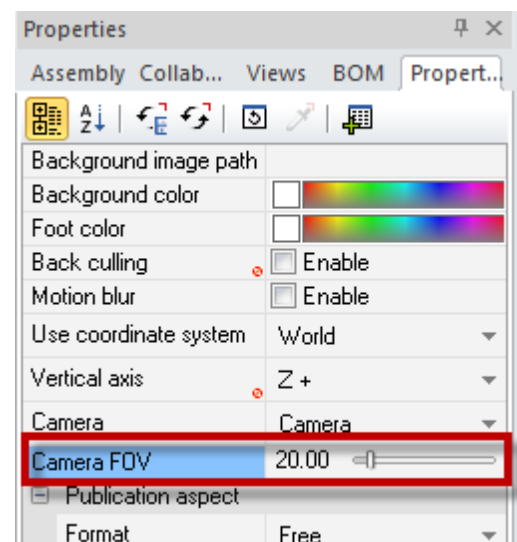 Properties
Assembly Collab... Views BOM Propert...
Background image path
Background color
Foot color
Back culling Enable
Motion blur Enable
Use coordinate system World
Vertical axis Z +
Camera Camera
Camera FOV 20.00
Publication aspect
Format Free